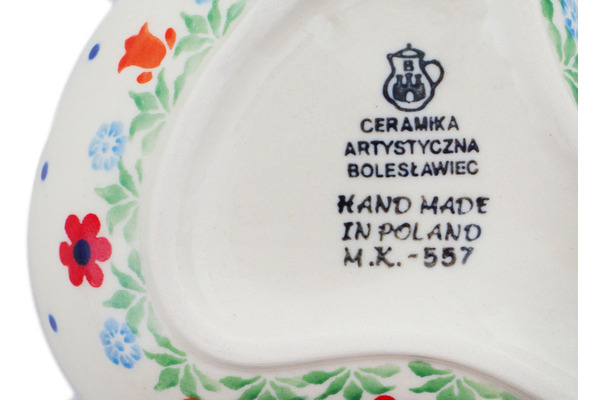 B
CERAMIKA
ARTYSTYCZNA
BOLESŁAWIEC
HAND MADE
IN POLAND
M.K.-557